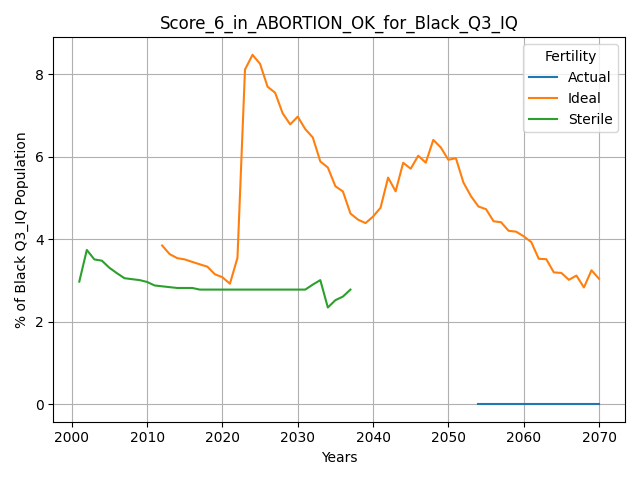 Score_6_in_ABORTION_OK_for_Black_Q3_IQ
Fertility
Actual
Ideal
Sterile
% of Black Q3_IQ Population
8
6
4
2
0
2000 2010 2020 2030 2040 2050 2060 2070
Years